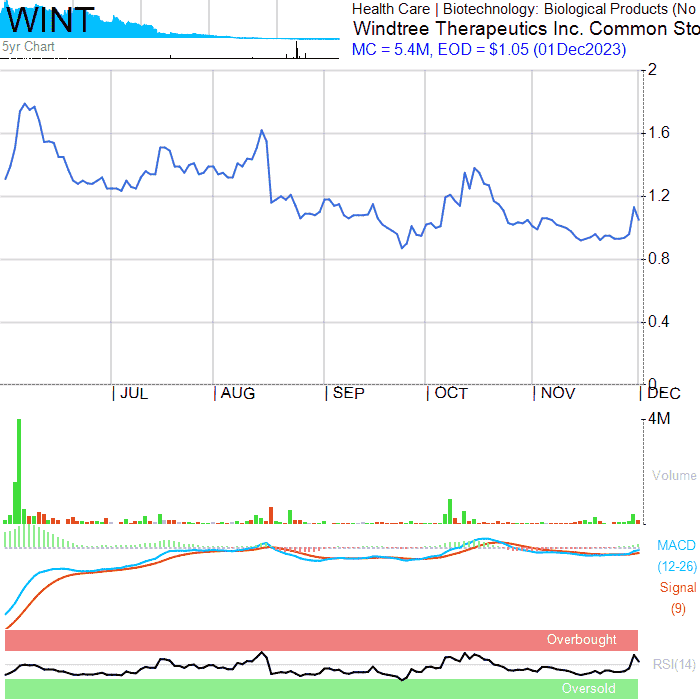 WINT
5yr Chart
Health Care | Biotechnology: Biological Products (No
Windtree Therapeutics Inc. Common Sto
MC = 5.4M, EOD = $1.05 (01Dec2023)
2
1.6
1.2
0.8
0.4
0
JUL AUG SEP OCT NOV DEC
4M
Volume
MACD
(12-26)
Signal
(9)
Overbought
RSI(14)
Oversold